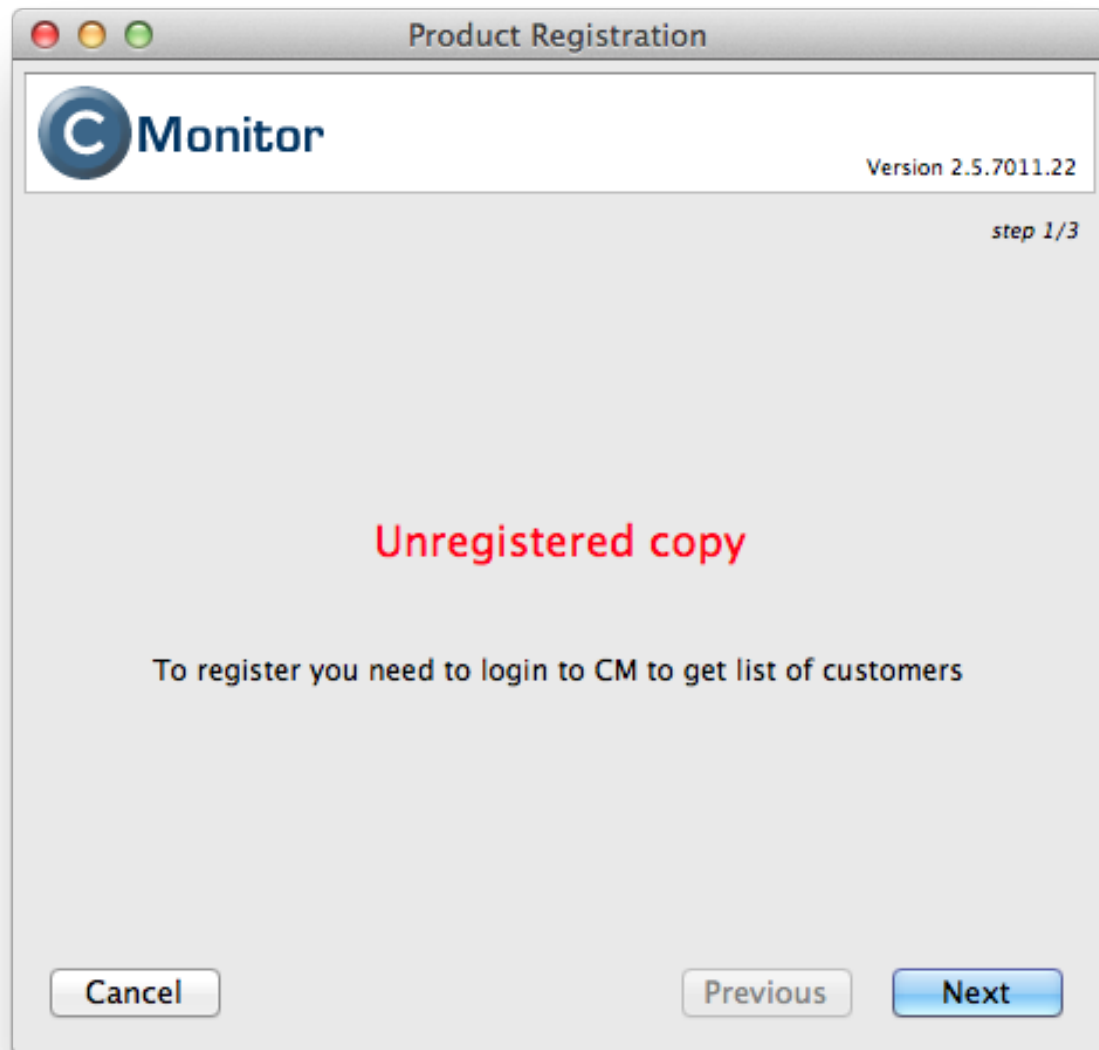 Product Registration
C Monitor
Version 2.5.7011.22
step 1/3
Unregistered copy
To register you need to login to CM to get list of customers
Cancel
Previous
Next